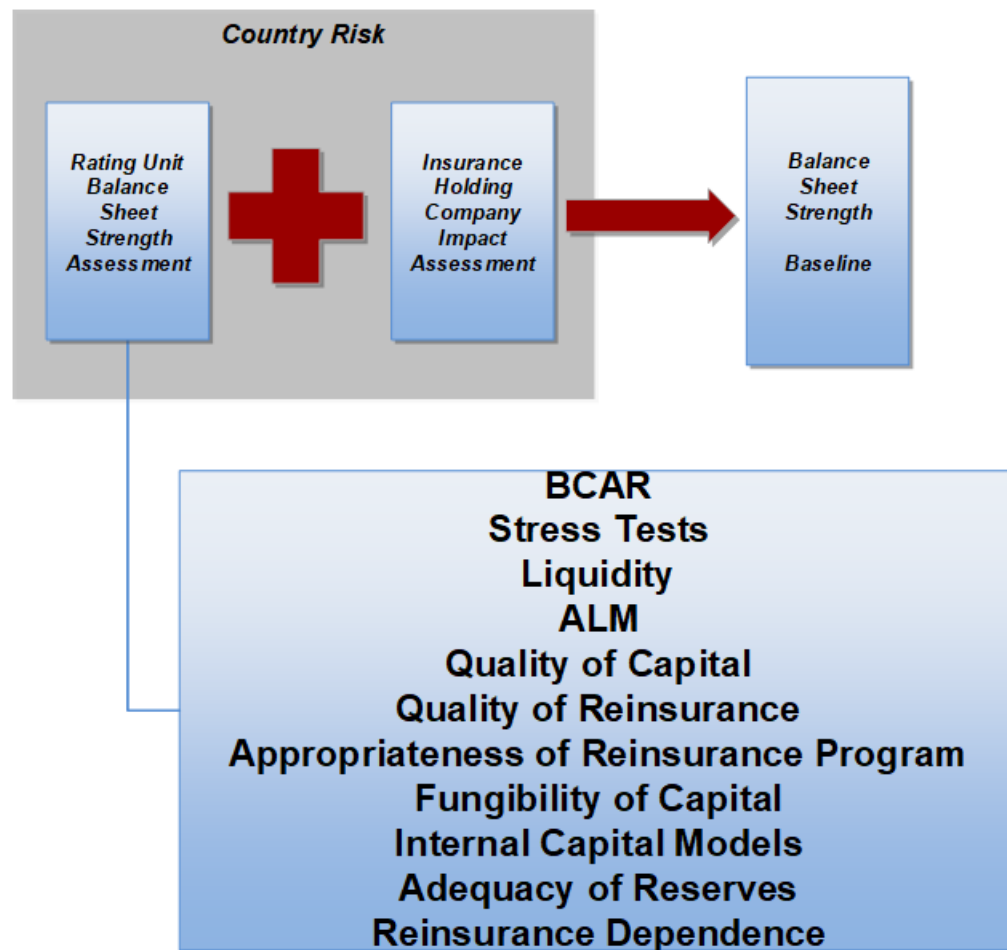 Country Risk
Rating Unit
Balance
Sheet
Strength
Assessment
Insurance
Holding
Company
Impact
Assessment
Balance
Sheet
Strength
Baseline
BCAR
Stress Tests
Liquidity
ALM
Quality of Capital
Quality of Reinsurance
Appropriateness of Reinsurance Program
Fungibility of Capital
Internal Capital Models
Adequacy of Reserves
Reinsurance Dependence